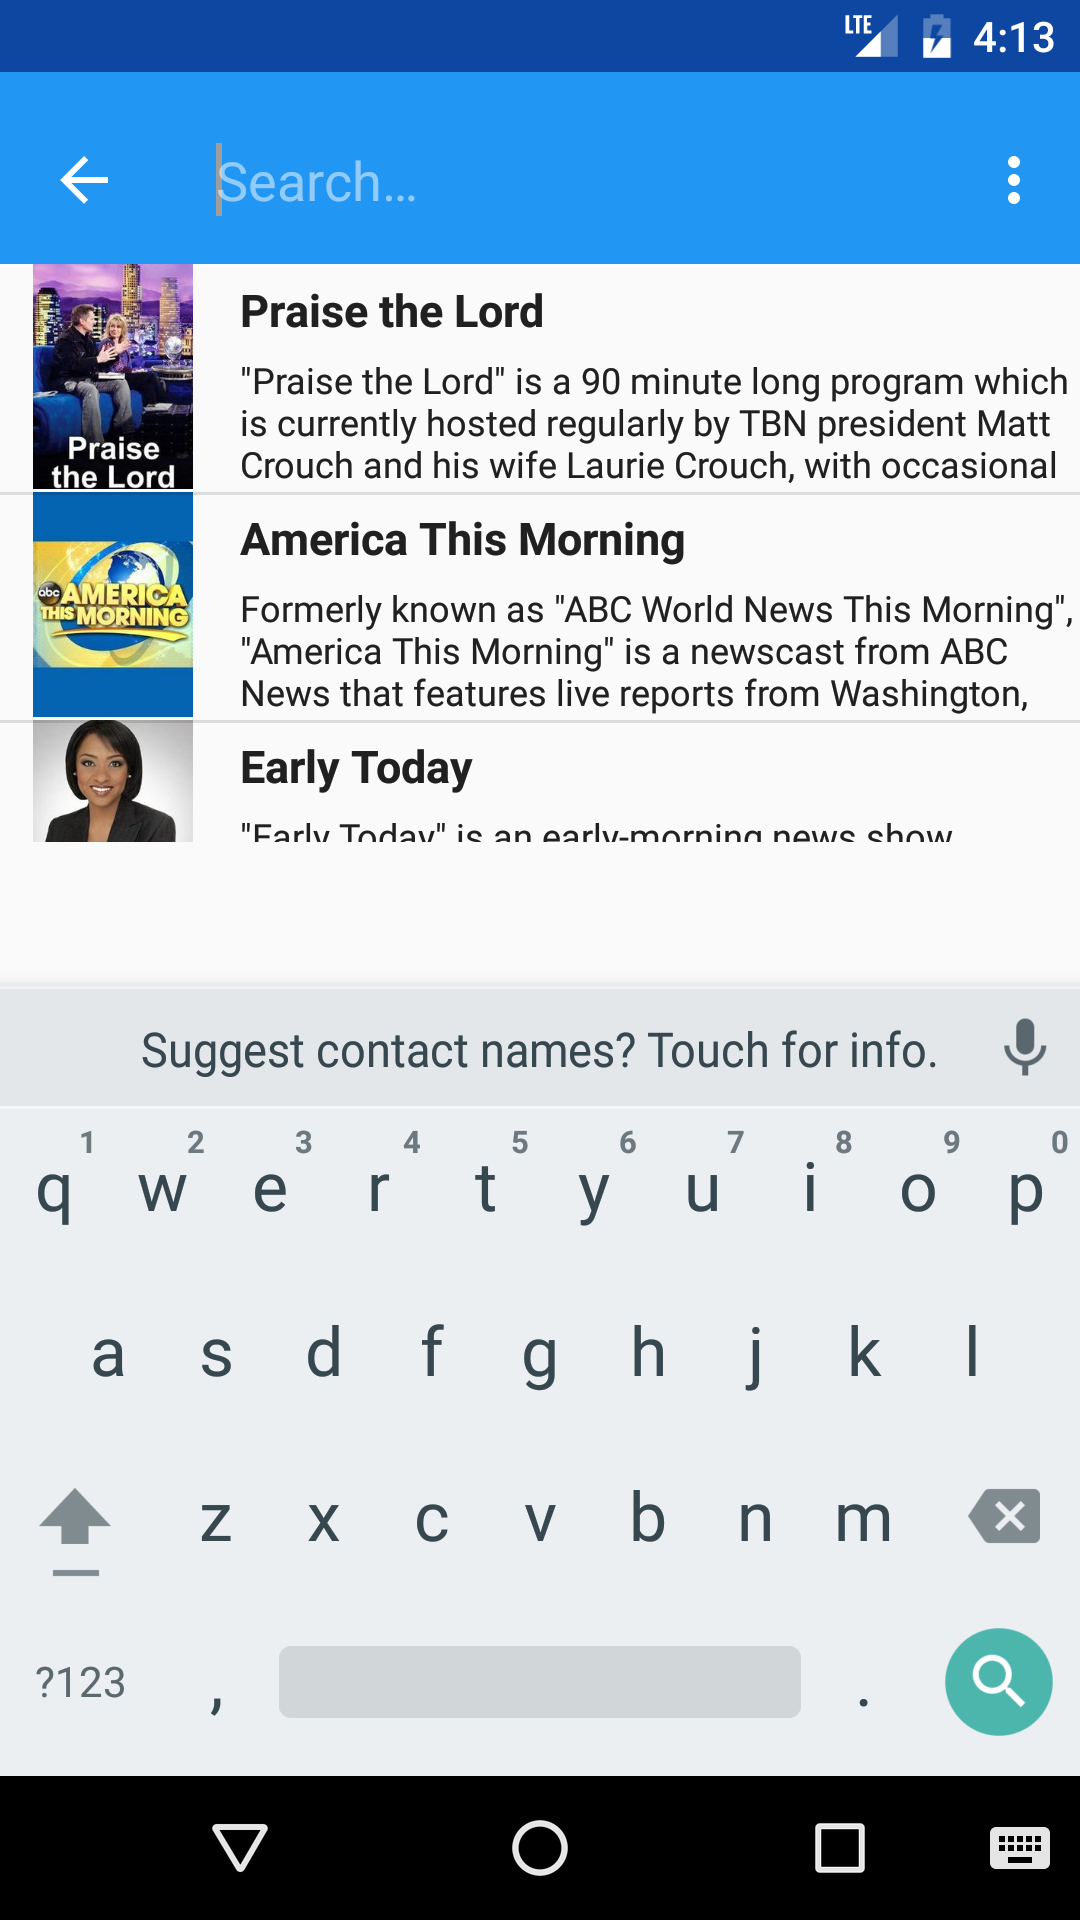 LTE 4:13
Search...
Praise the Lord
"Praise the Lord" is a 90 minute long program which
is currently hosted regularly by TBN president Matt
Crouch and his wife Laurie Crouch, with occasional
Praise
the Lord
America This Morning
Formerly known as "ABC World News This Morning",
"America This Morning" is a newscast from ABC
News that features live reports from Washington,
abc AMERICA
THIS MORNING
Early Today
"Early Today" is an early-morning news show
Suggest contact names? Touch for info.
1 2 3 4 5 6 7 8 9 0
q w e r t y u i o p
a s d f g h j k l
z x c v b n m
?123 , .